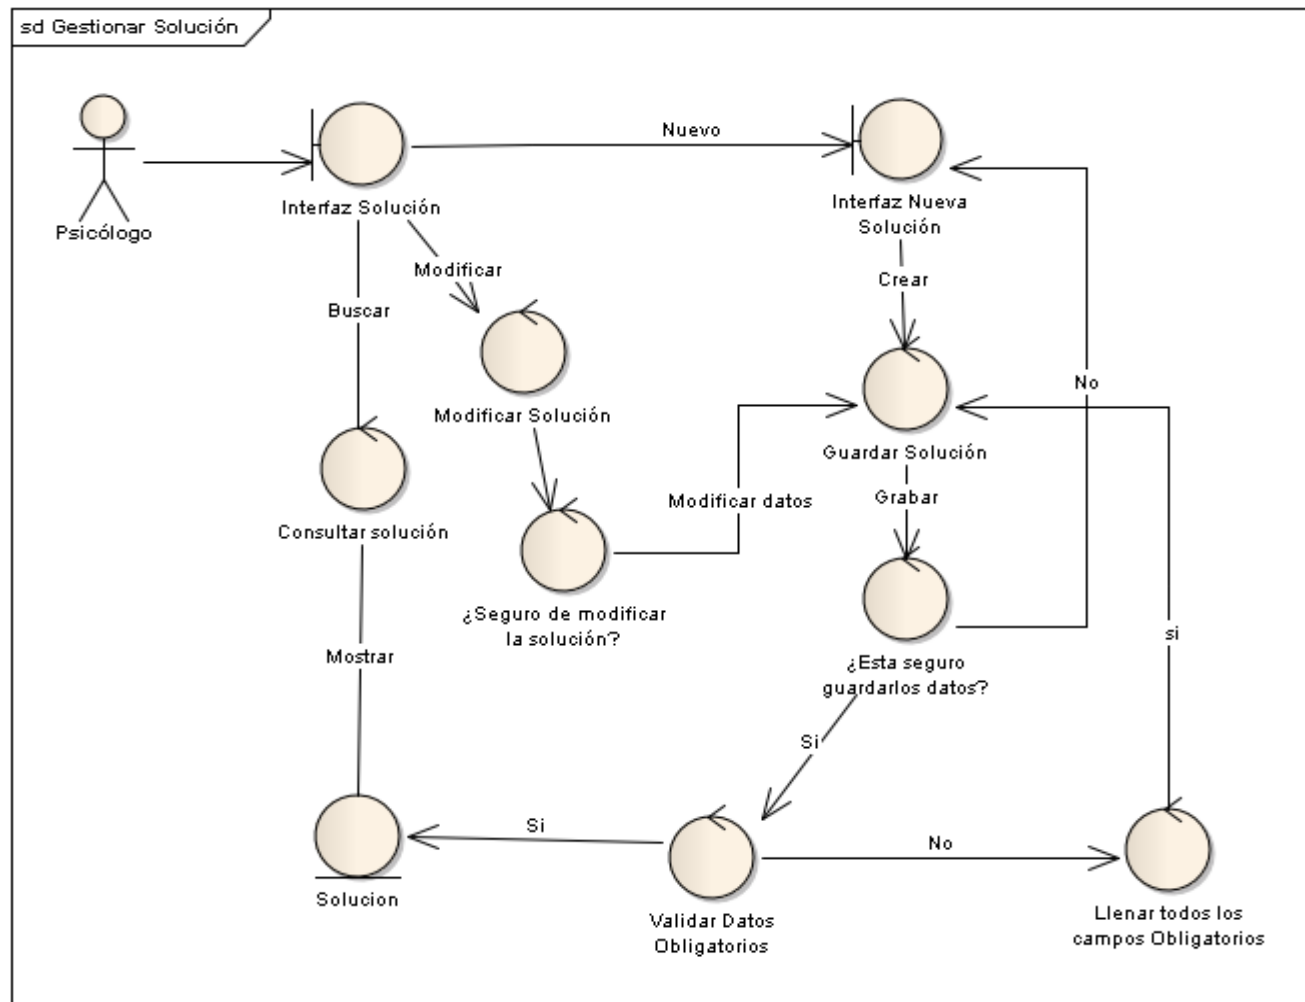 sd Gestionar Solución
Nuevo
Interfaz Solución
Interfaz Nueva
Solución
Psicólogo
Modificar
Crear
Buscar
No
Modificar Solución
Guardar Solución
Modificar datos
Grabar
Consultar solución
¿Seguro de modificar
la solución?
si
Mostrar
¿Esta seguro
guardarlos datos?
Si
Si
No
Solucion
Validar Datos
Obligatorios
Llenar todos los
campos Obligatorios